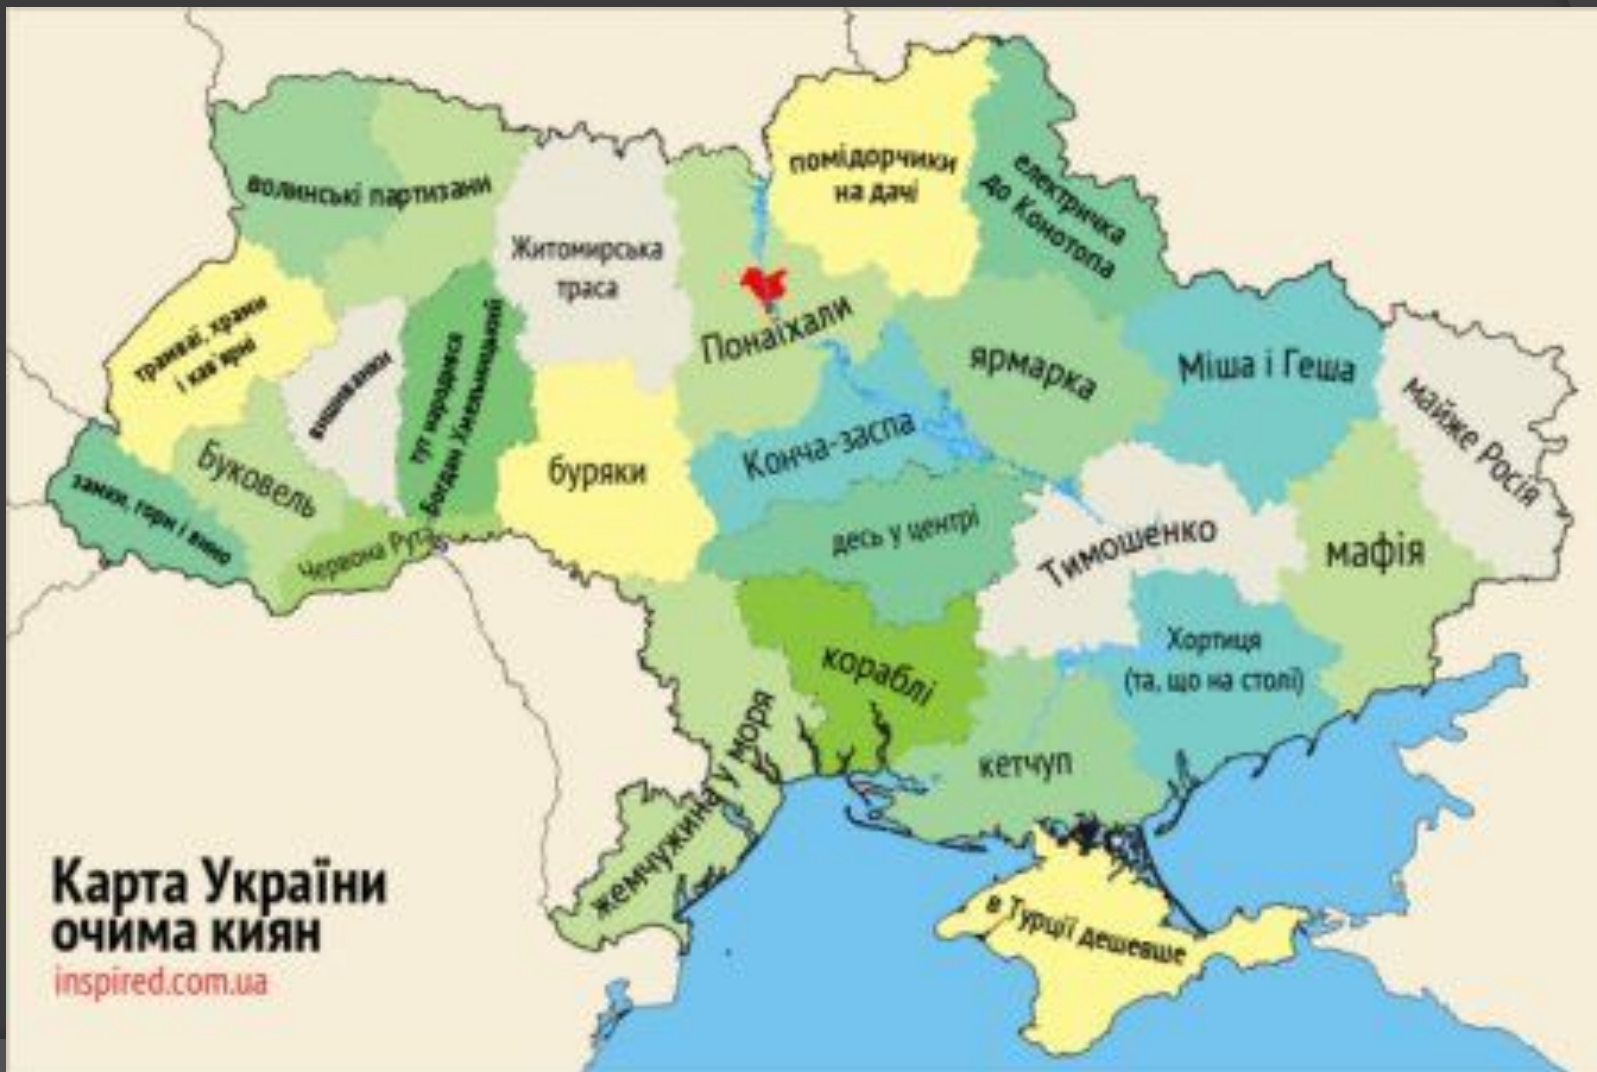 помідорчики
на дачі
електричка
до Конотопа
волинські партизани
Житомирська
траса
трамваї, храми
і кав'ярні
вишиванки
тут народився
Богдан Хмельницький
Понаїхали
ярмарка
Міша і Геша
майже Росія
Буковель
замки, гори і вино
Червона Рута
буряки
Конча-заспа
десь у центрі
Тимошенко
мафія
кораблі
Хортиця
(та, що на столі)
жемчужина у моря
кетчуп
в Турції дешевше
Карта України
очима киян
inspired.com.ua